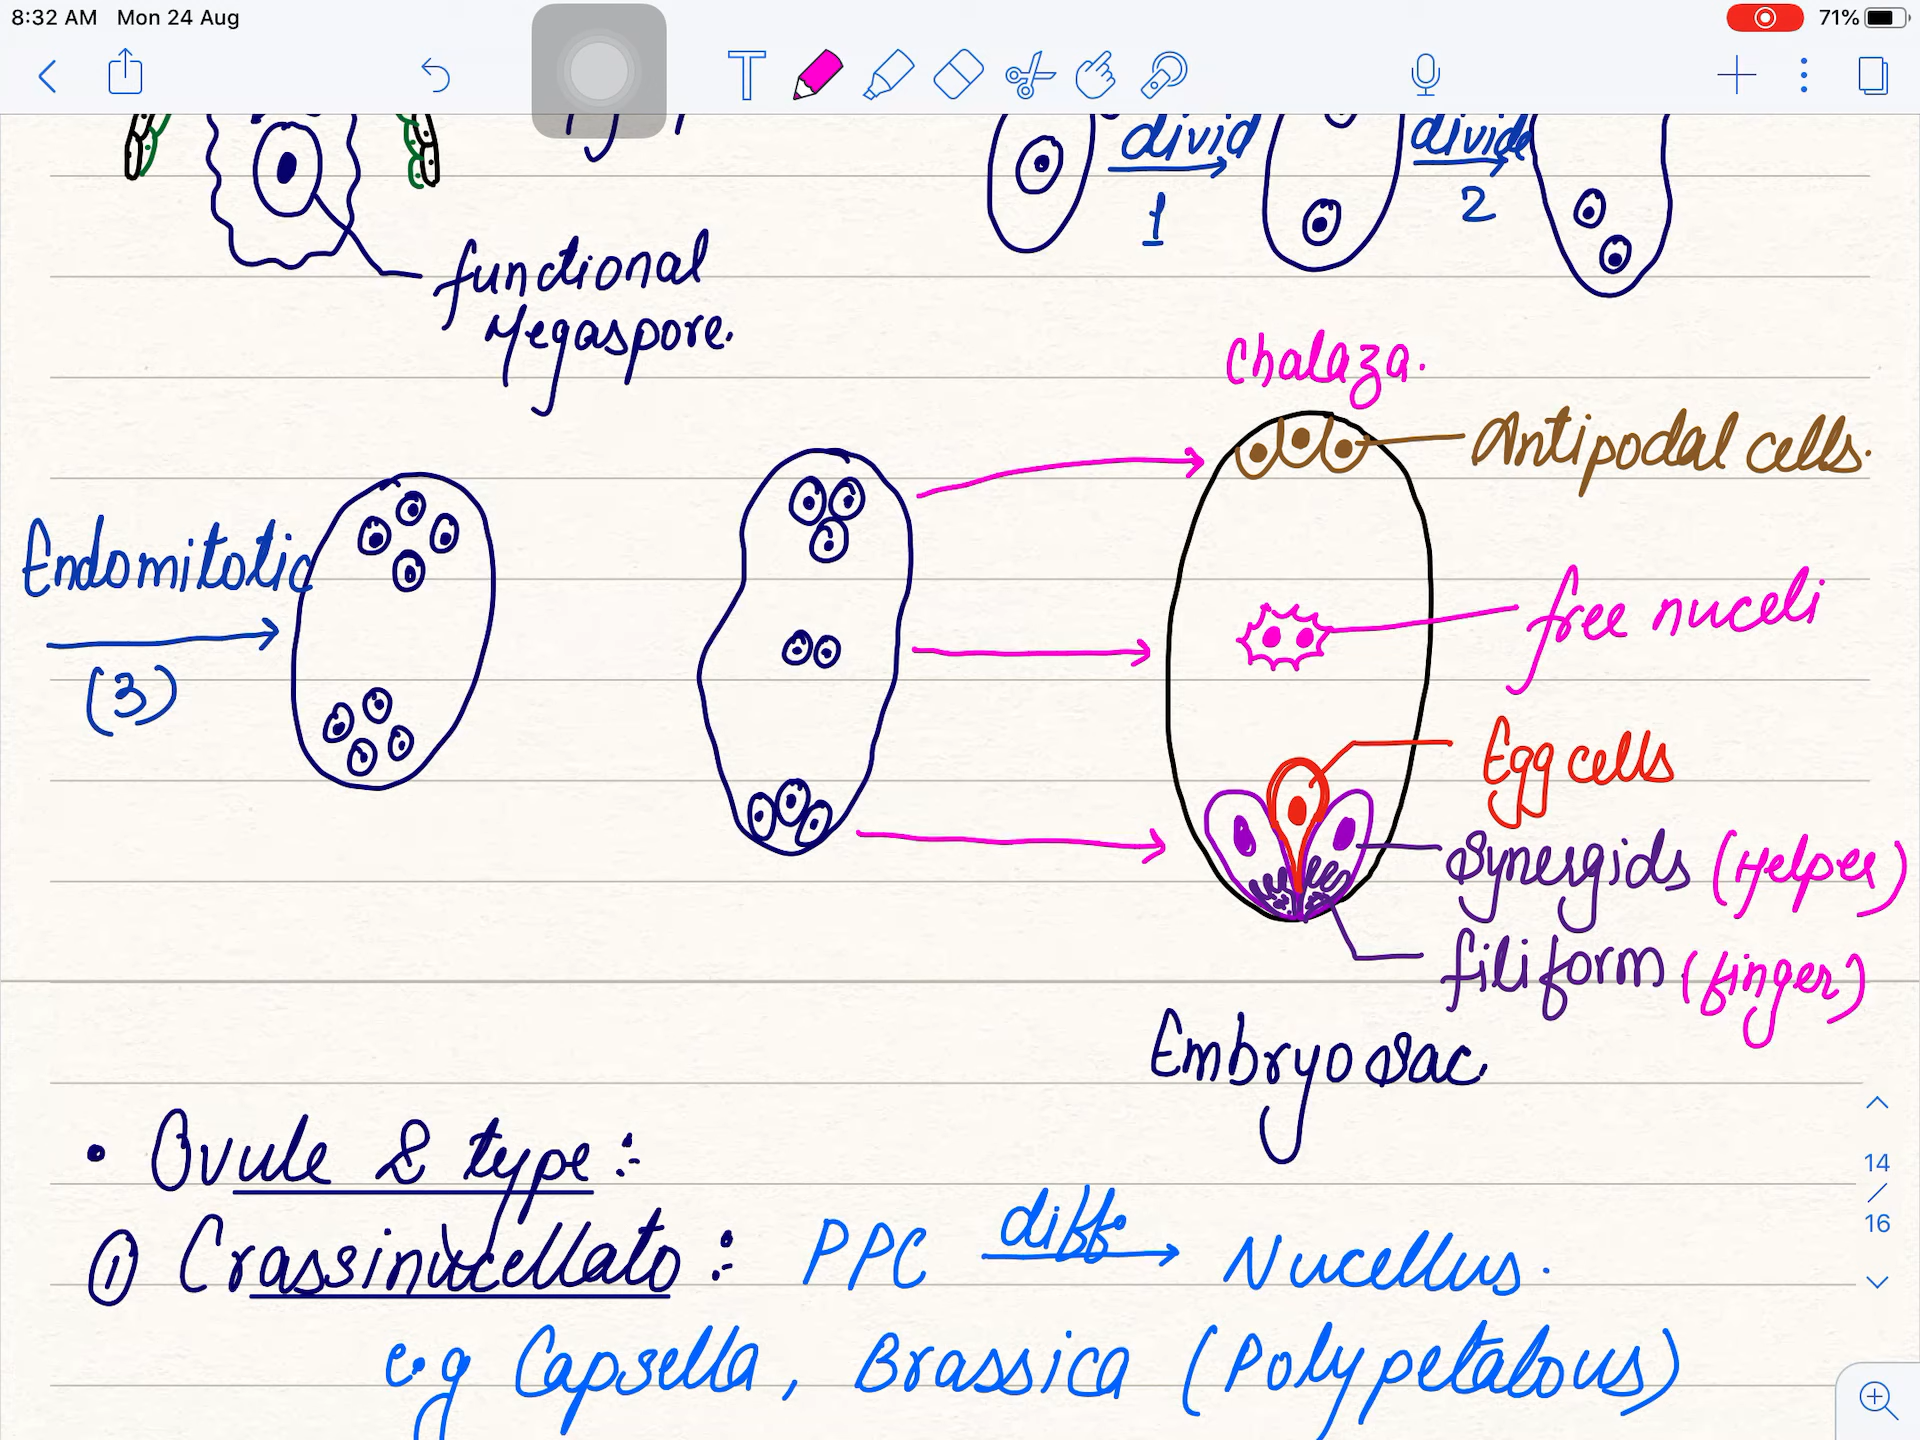 8:32 AM Mon 24 Aug
71%
T
divid
1
divide
2
functional
Megaspore.
Chalaza.
Antipodal cells.
Endomitotic
(3)
free nuceli
Egg cells
Synergids (Helper)
filiform (finger)
Embryo Sac
• Ovule & type :-
14
/
16
① Crassinucellato :- PPC diff. Nucellus.
e.g Capsella, Brassica (Polypetalous)